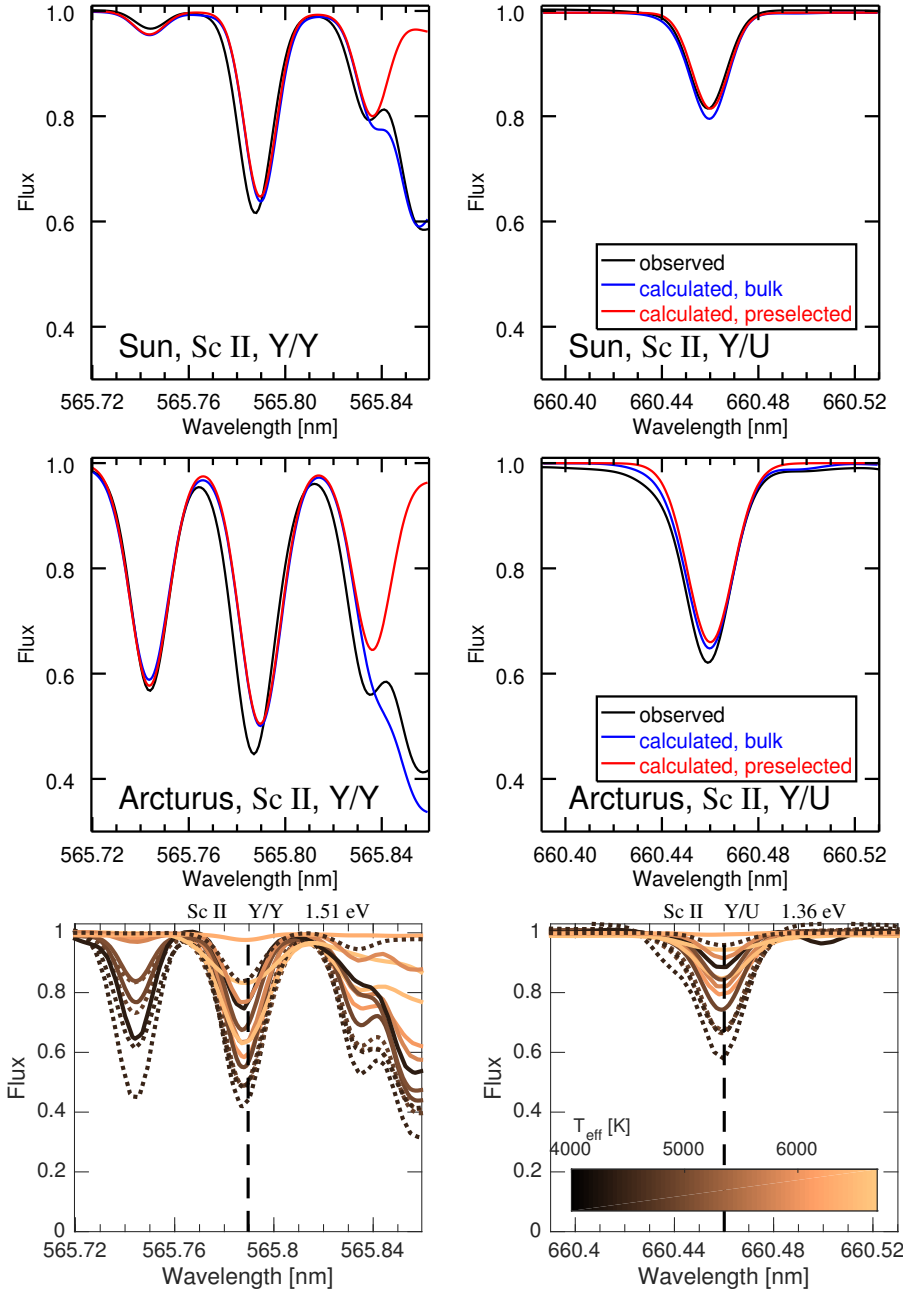 1.0
0.8
0.6
0.4
Flux
Sun, Sc II, Y/Y
565.72 565.76 565.80 565.84
Wavelength [nm]
1.0
0.8
0.6
0.4
Flux
observed
calculated, bulk
calculated, preselected
Sun, Sc II, Y/U
660.40 660.44 660.48 660.52
Wavelength [nm]
1.0
0.8
0.6
0.4
Flux
Arcturus, Sc II, Y/Y
565.72 565.76 565.80 565.84
Wavelength [nm]
1.0
0.8
0.6
0.4
Flux
observed
calculated, bulk
calculated, preselected
Arcturus, Sc II, Y/U
660.40 660.44 660.48 660.52
Wavelength [nm]
Sc II Y/Y 1.51 eV
1
0.8
0.6
0.4
0.2
0
Flux
565.72 565.76 565.8 565.84
Wavelength [nm]
Sc II Y/U 1.36 eV
1
0.8
0.6
0.4
0.2
0
Flux
T_eff [K]
4000 5000 6000
660.4 660.44 660.48 660.52
Wavelength [nm]